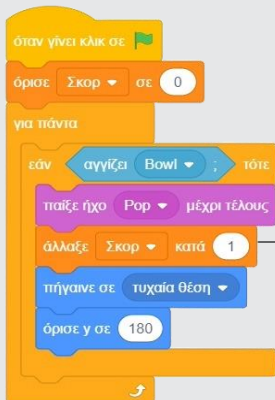 όταν γίνει κλικ σε
όρισε Σκορ σε 0
για πάντα
εάν αγγίζει Bowl ; τότε
παίξε ήχο Pop μέχρι τέλους
άλλαξε Σκορ κατά 1
πήγαινε σε τυχαία θέση
όρισε y σε 180